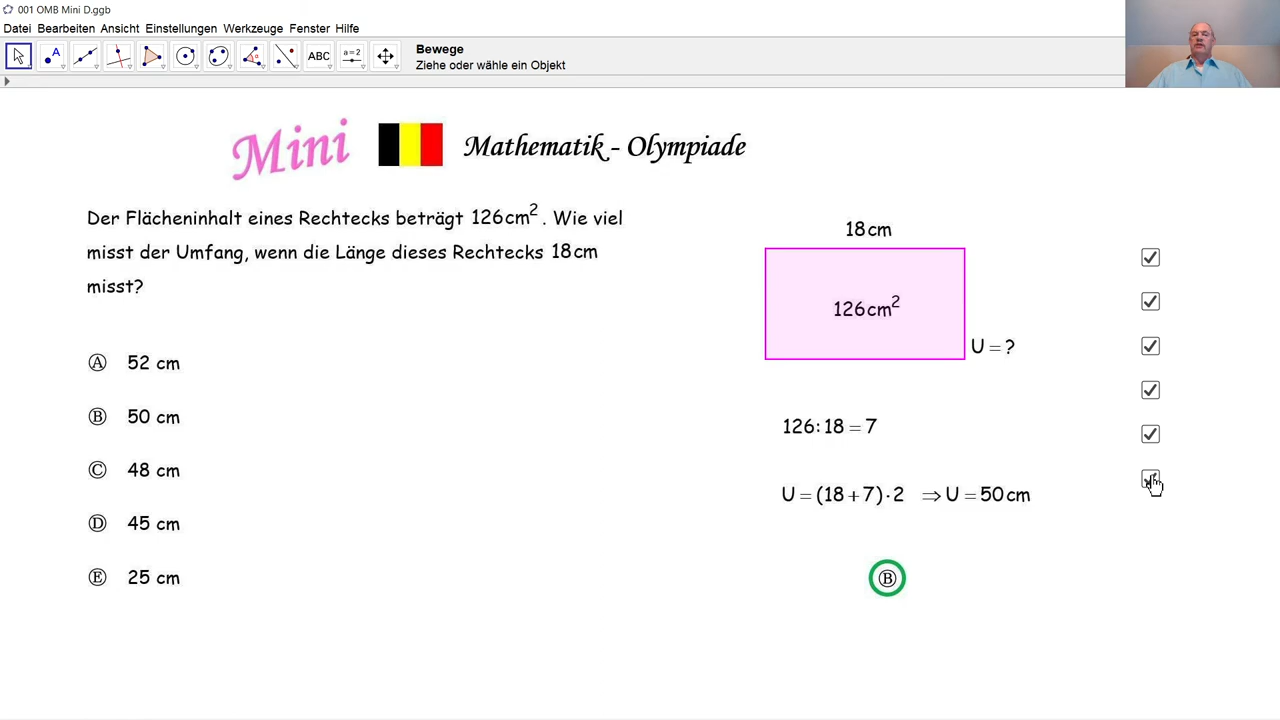 001 OMB Mini D.ggb
Datei Bearbeiten Ansicht Einstellungen Werkzeuge Fenster Hilfe
A ABC a=2
Bewege
Ziehe oder wähle ein Objekt
Mini Mathematik - Olympiade
Der Flächeninhalt eines Rechtecks beträgt 126cm². Wie viel
misst der Umfang, wenn die Länge dieses Rechtecks 18cm
misst?
Ⓐ 52 cm
Ⓑ 50 cm
Ⓒ 48 cm
Ⓓ 45 cm
Ⓔ 25 cm
18cm
126cm²
U = ?
126:18 = 7
U = (18+7)·2 ⇒ U = 50cm
Ⓑ